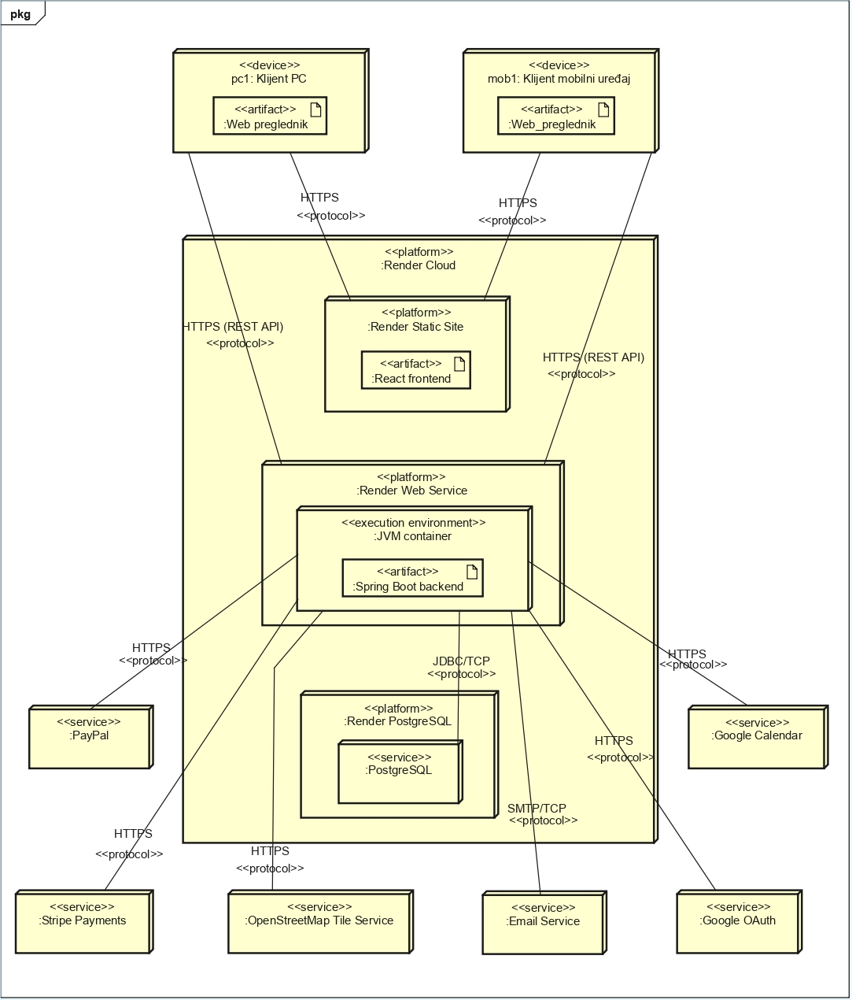 pkg
<<device>>
pc1: Klijent PC
<<artifact>>
:Web preglednik
<<device>>
mob1: Klijent mobilni uređaj
<<artifact>>
:Web_preglednik
HTTPS
<<protocol>>
HTTPS
<<protocol>>
<<platform>>
:Render Cloud
<<platform>>
:Render Static Site
<<artifact>>
:React frontend
HTTPS (REST API)
<<protocol>>
HTTPS (REST API)
<<protocol>>
<<platform>>
:Render Web Service
<<execution environment>>
:JVM container
<<artifact>>
:Spring Boot backend
HTTPS
<<protocol>>
JDBC/TCP
<<protocol>>
HTTPS
<<protocol>>
<<service>>
:PayPal
<<platform>>
:Render PostgreSQL
<<service>>
:PostgreSQL
<<service>>
:Google Calendar
HTTPS
<<protocol>>
SMTP/TCP
<<protocol>>
HTTPS
<<protocol>>
HTTPS
<<protocol>>
<<service>>
:Stripe Payments
<<service>>
:OpenStreetMap Tile Service
<<service>>
:Email Service
<<service>>
:Google OAuth